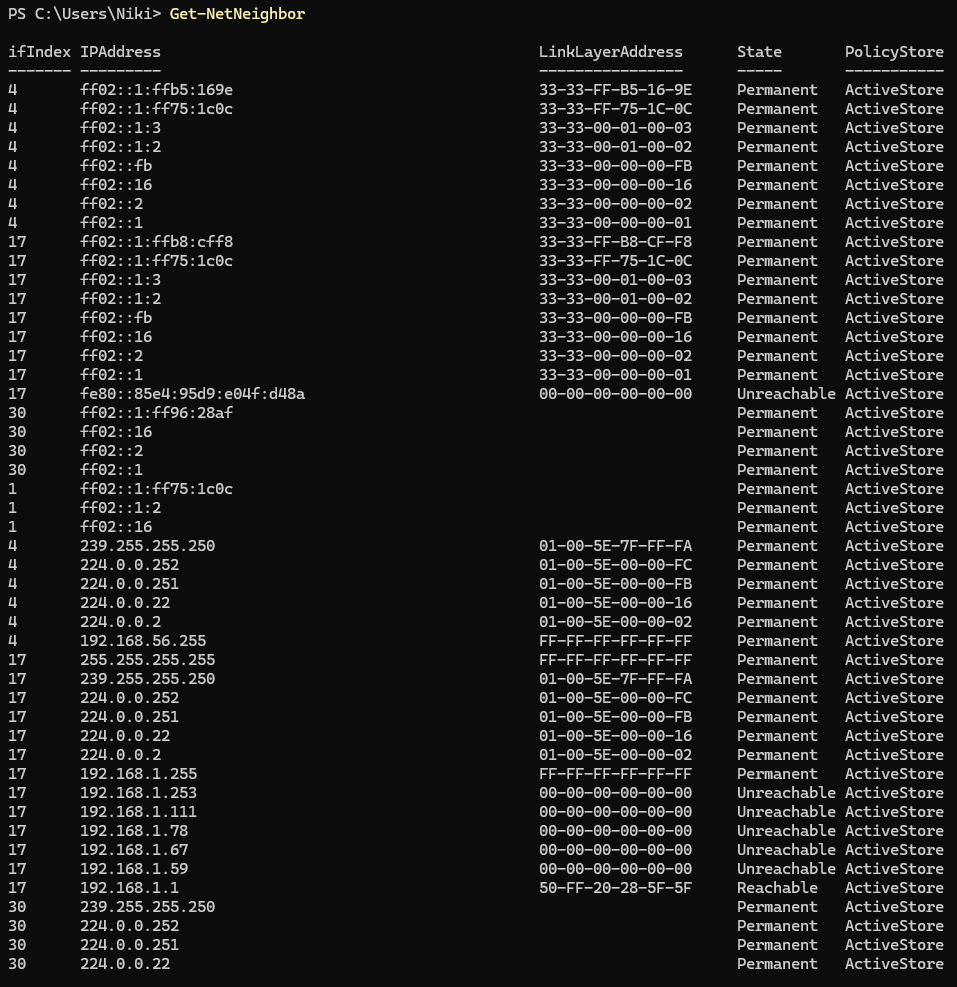 PS C:\Users\Niki> Get-NetNeighbor
ifIndex IPAddress LinkLayerAddress State PolicyStore
------- --------- ---------------- ----- -----------
4 ff02::1:ffb5:169e 33-33-FF-B5-16-9E Permanent ActiveStore
4 ff02::1:ff75:1c0c 33-33-FF-75-1C-0C Permanent ActiveStore
4 ff02::1:3 33-33-00-01-00-03 Permanent ActiveStore
4 ff02::1:2 33-33-00-01-00-02 Permanent ActiveStore
4 ff02::fb 33-33-00-00-00-FB Permanent ActiveStore
4 ff02::16 33-33-00-00-00-16 Permanent ActiveStore
4 ff02::2 33-33-00-00-00-02 Permanent ActiveStore
4 ff02::1 33-33-00-00-00-01 Permanent ActiveStore
17 ff02::1:ffb8:cff8 33-33-FF-B8-CF-F8 Permanent ActiveStore
17 ff02::1:ff75:1c0c 33-33-FF-75-1C-0C Permanent ActiveStore
17 ff02::1:3 33-33-00-01-00-03 Permanent ActiveStore
17 ff02::1:2 33-33-00-01-00-02 Permanent ActiveStore
17 ff02::fb 33-33-00-00-00-FB Permanent ActiveStore
17 ff02::16 33-33-00-00-00-16 Permanent ActiveStore
17 ff02::2 33-33-00-00-00-02 Permanent ActiveStore
17 ff02::1 33-33-00-00-00-01 Permanent ActiveStore
17 fe80::85e4:95d9:e04f:d48a 00-00-00-00-00-00 Unreachable ActiveStore
30 ff02::1:ff96:28af Permanent ActiveStore
30 ff02::16 Permanent ActiveStore
30 ff02::2 Permanent ActiveStore
30 ff02::1 Permanent ActiveStore
1 ff02::1:ff75:1c0c Permanent ActiveStore
1 ff02::1:2 Permanent ActiveStore
1 ff02::16 Permanent ActiveStore
4 239.255.255.250 01-00-5E-7F-FF-FA Permanent ActiveStore
4 224.0.0.252 01-00-5E-00-00-FC Permanent ActiveStore
4 224.0.0.251 01-00-5E-00-00-FB Permanent ActiveStore
4 224.0.0.22 01-00-5E-00-00-16 Permanent ActiveStore
4 224.0.0.2 01-00-5E-00-00-02 Permanent ActiveStore
4 192.168.56.255 FF-FF-FF-FF-FF-FF Permanent ActiveStore
17 255.255.255.255 FF-FF-FF-FF-FF-FF Permanent ActiveStore
17 239.255.255.250 01-00-5E-7F-FF-FA Permanent ActiveStore
17 224.0.0.252 01-00-5E-00-00-FC Permanent ActiveStore
17 224.0.0.251 01-00-5E-00-00-FB Permanent ActiveStore
17 224.0.0.22 01-00-5E-00-00-16 Permanent ActiveStore
17 224.0.0.2 01-00-5E-00-00-02 Permanent ActiveStore
17 192.168.1.255 FF-FF-FF-FF-FF-FF Permanent ActiveStore
17 192.168.1.253 00-00-00-00-00-00 Unreachable ActiveStore
17 192.168.1.111 00-00-00-00-00-00 Unreachable ActiveStore
17 192.168.1.78 00-00-00-00-00-00 Unreachable ActiveStore
17 192.168.1.67 00-00-00-00-00-00 Unreachable ActiveStore
17 192.168.1.59 00-00-00-00-00-00 Unreachable ActiveStore
17 192.168.1.1 50-FF-20-28-5F-5F Reachable ActiveStore
30 239.255.255.250 Permanent ActiveStore
30 224.0.0.252 Permanent ActiveStore
30 224.0.0.251 Permanent ActiveStore
30 224.0.0.22 Permanent ActiveStore